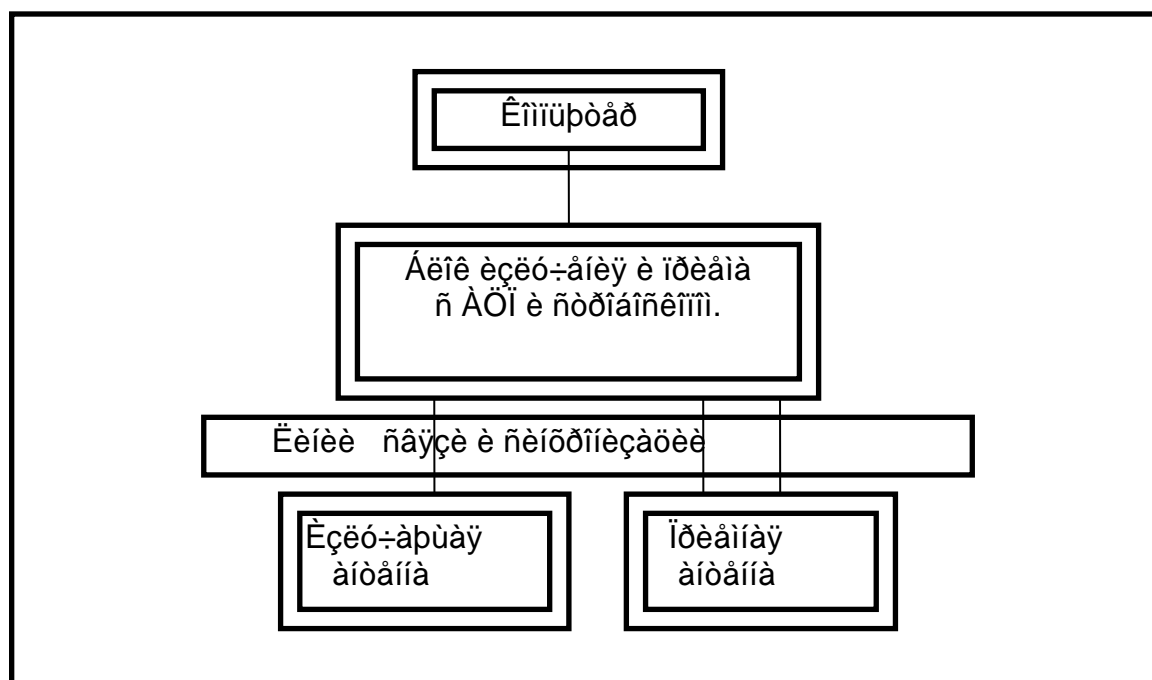 Êîìïüþòåð
Áëîê èçëó÷åíèÿ è ïðèåìà
ñ ÀÖÏ è ñòðîáîñêîïîì.
Ëèíèè ñâÿçè è ñèíõðîíèçàöèè
Èçëó÷àþùàÿ
àíòåííà
Ïðèåìíàÿ
àíòåííà